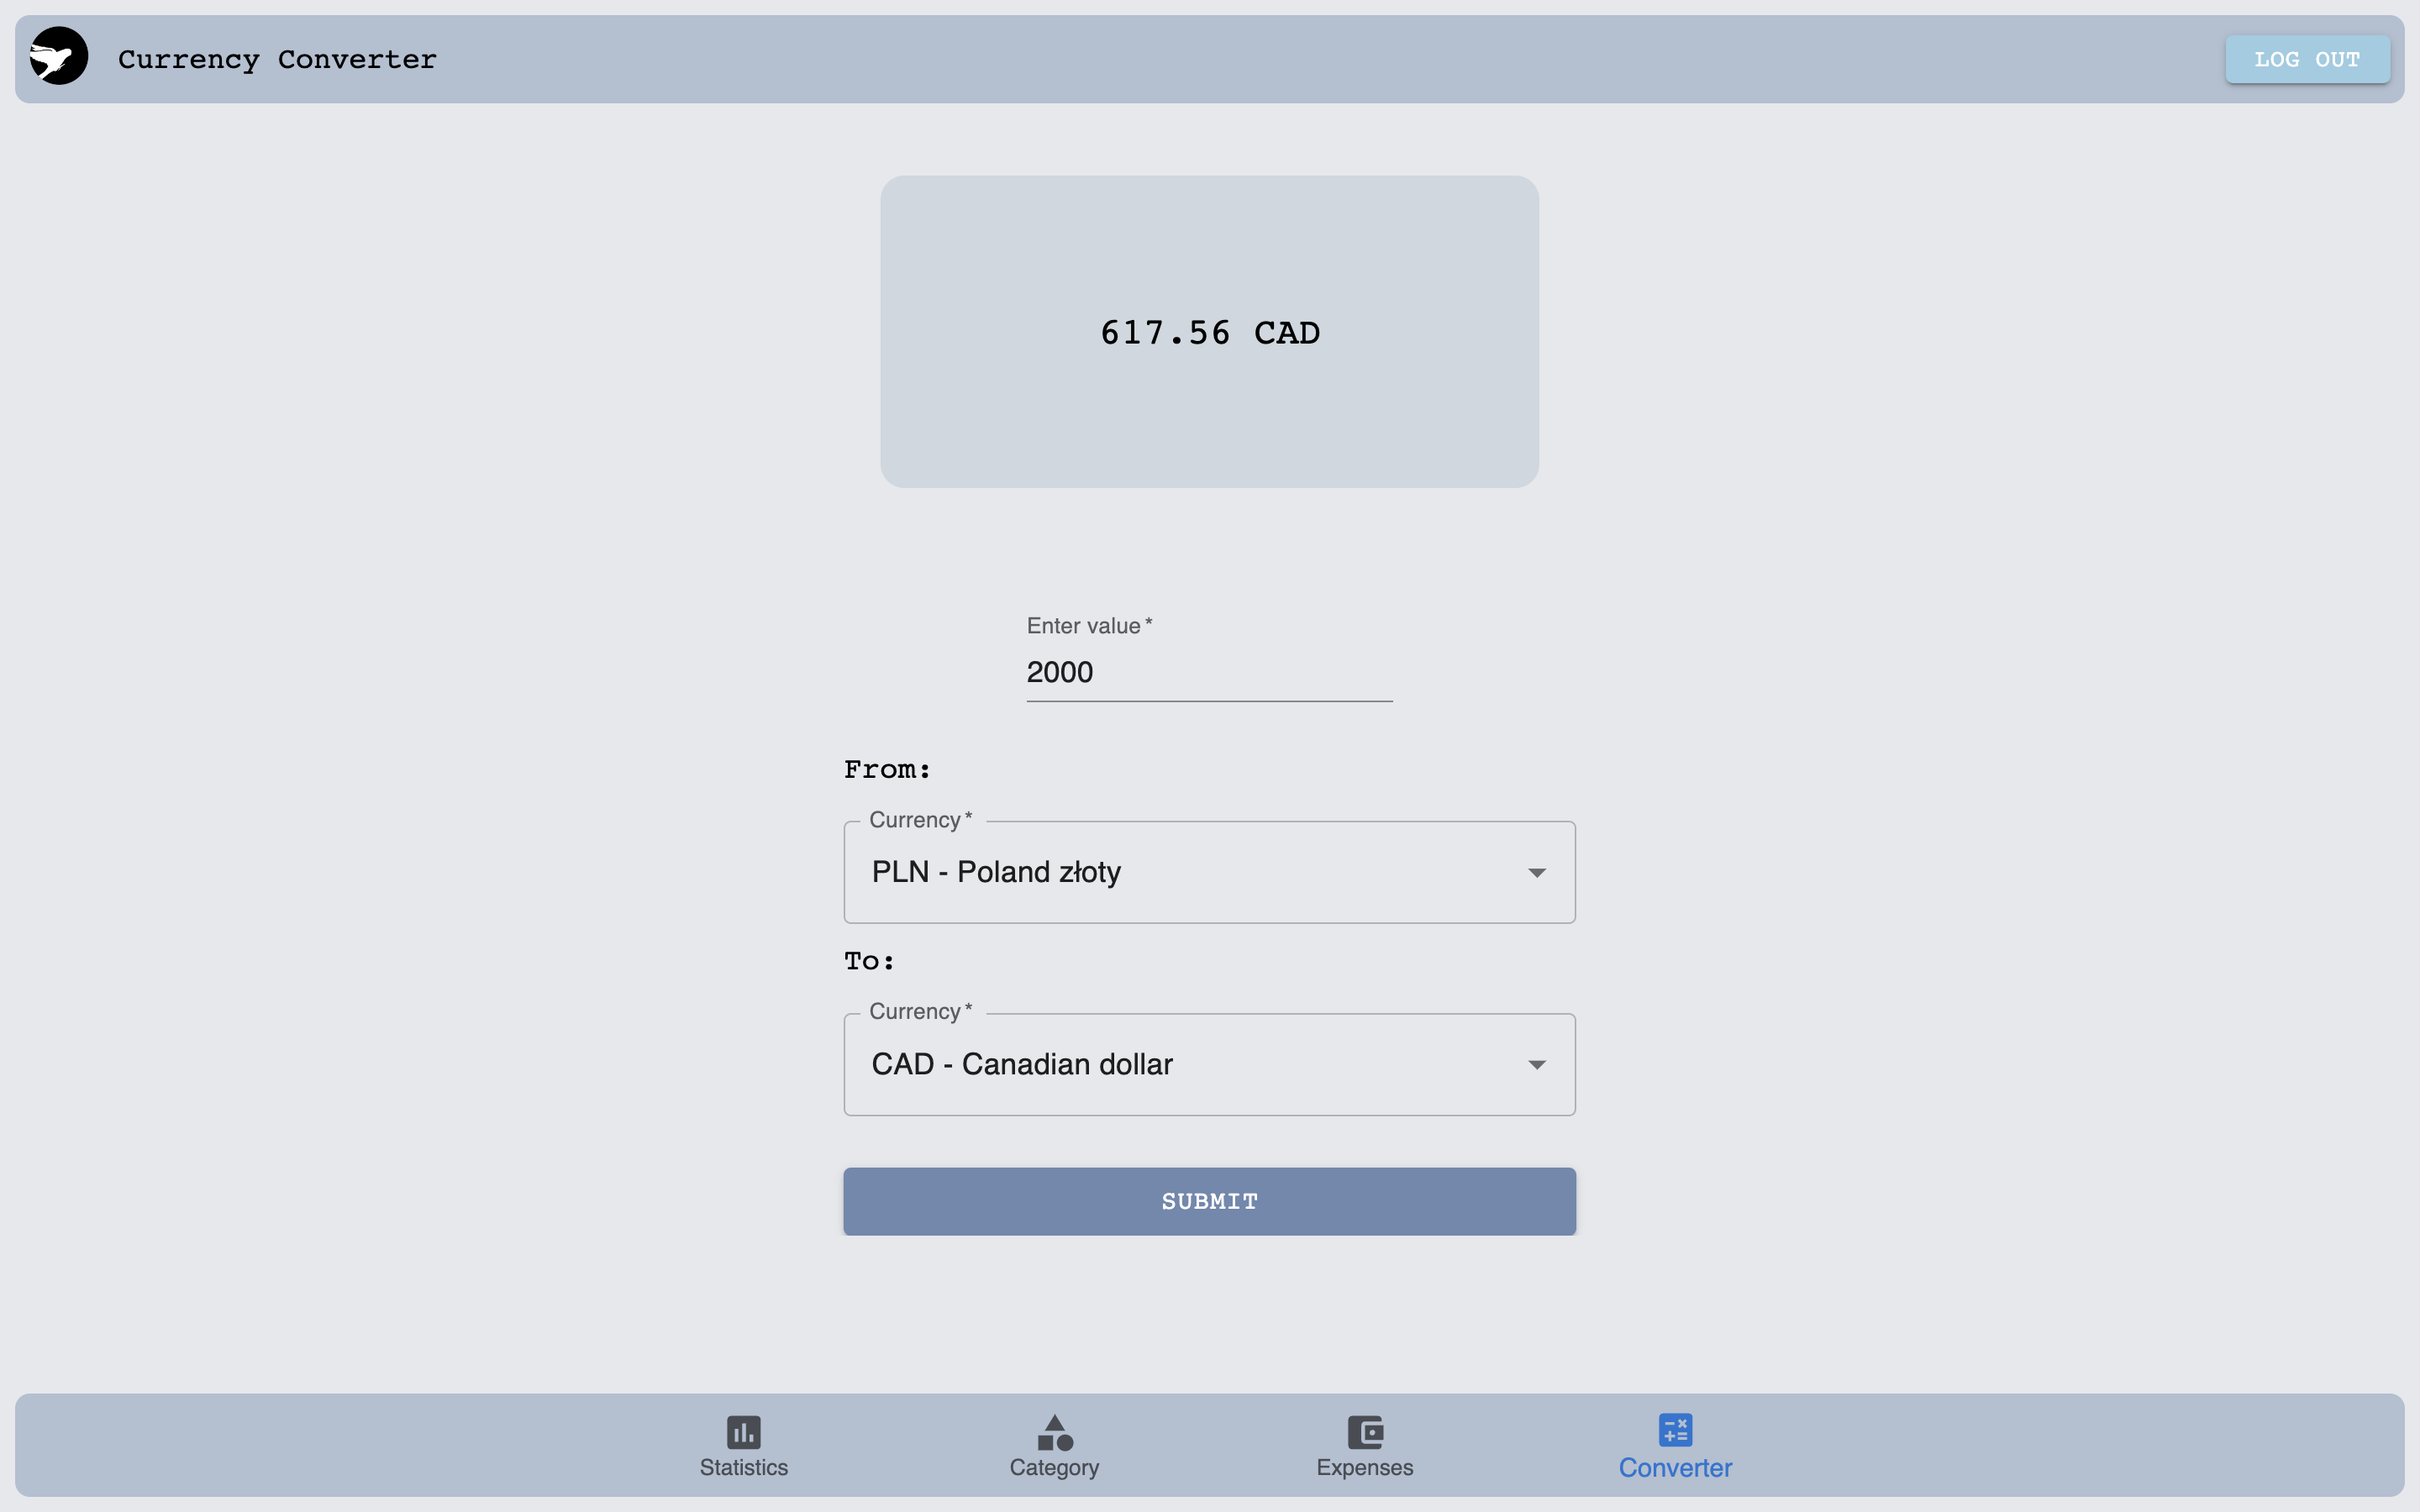 Currency Converter
LOG OUT
617.56 CAD
Enter value *
2000
From:
Currency *
PLN - Poland złoty
To:
Currency *
CAD - Canadian dollar
SUBMIT
Statistics
Category
Expenses
Converter